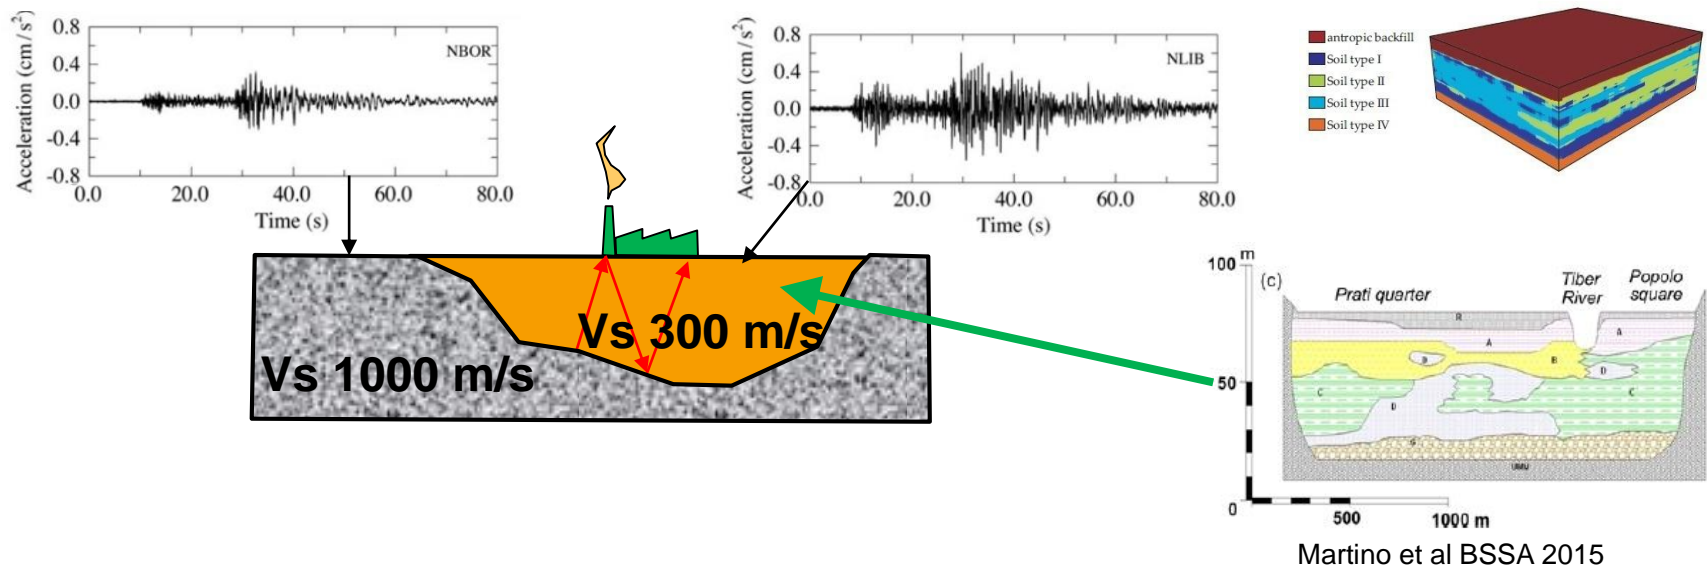 0.8
0.4
0.0
-0.4
-0.8
Acceleration (cm/s²)
NBOR
0.0 20.0 40.0 60.0 80.0
Time (s)
0.8
0.4
0.0
-0.4
-0.8
Acceleration (cm/s²)
NLIB
0.0 20.0 40.0 60.0 80.0
Time (s)
antropic backfill
Soil type I
Soil type II
Soil type III
Soil type IV
Vs 300 m/s
Vs 1000 m/s
100 m
50
0
(c)
Prati quarter
Tiber
River
Popolo
square
R
A
A
B
D
D
C
D
C
G
500 1000 m
Martino et al BSSA 2015